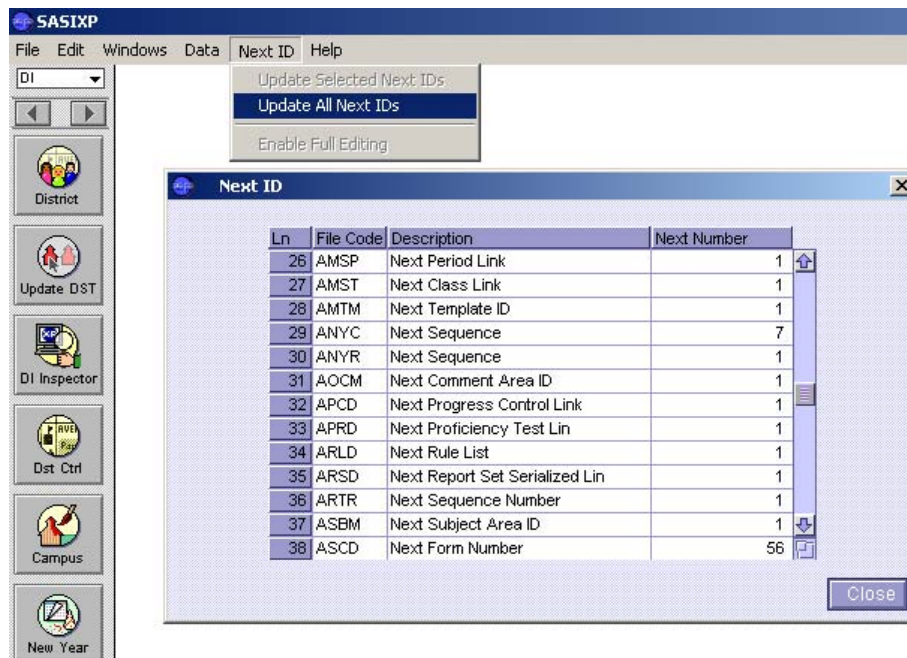 SASIXP
File Edit Windows Data Next ID Help
DI
Update Selected Next IDs
Update All Next IDs
Enable Full Editing
District
Update DST
DI Inspector
Dst Ctrl
Campus
New Year
Next ID
Ln File Code Description Next Number
26 AMSP Next Period Link 1
27 AMST Next Class Link 1
28 AMTM Next Template ID 1
29 ANYC Next Sequence 7
30 ANYR Next Sequence 1
31 AOCM Next Comment Area ID 1
32 APCD Next Progress Control Link 1
33 APRD Next Proficiency Test Lin 1
34 ARLD Next Rule List 1
35 ARSD Next Report Set Serialized Lin 1
36 ARTR Next Sequence Number 1
37 ASBM Next Subject Area ID 1
38 ASCD Next Form Number 56
Close